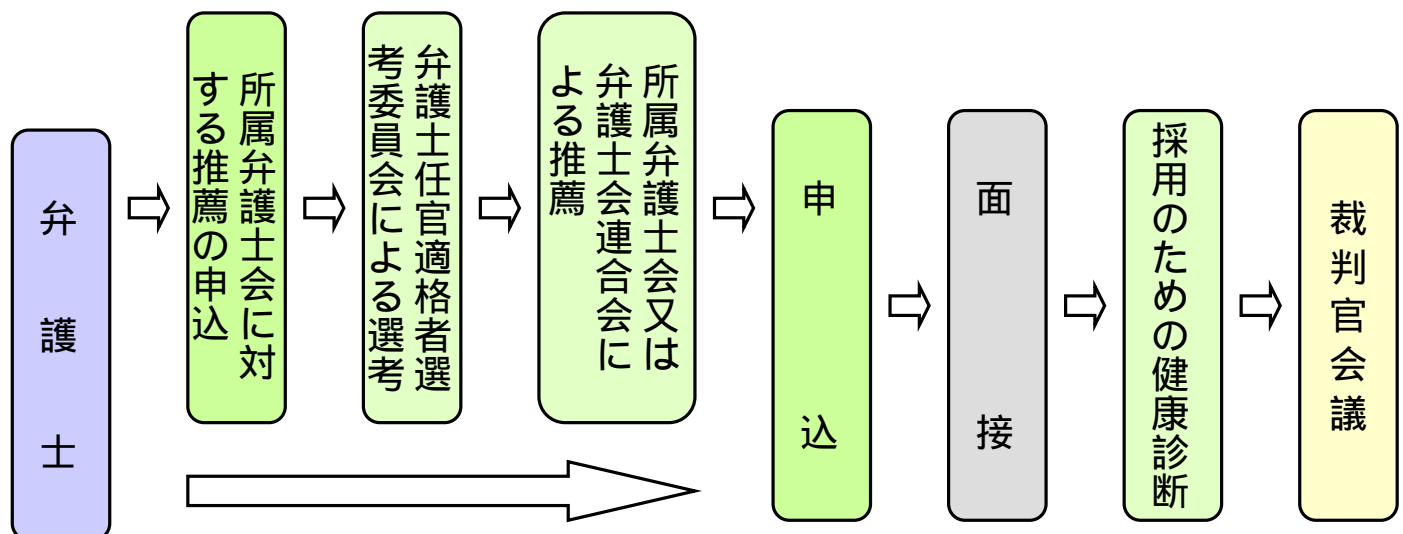 弁護士
所属弁護士会に対
する推薦の申込
弁護士任官適格者選
考委員会による選考
所属弁護士会又は
弁護士会連合会に
よる推薦
申込
面接
採用のための健康診断
裁判官会議